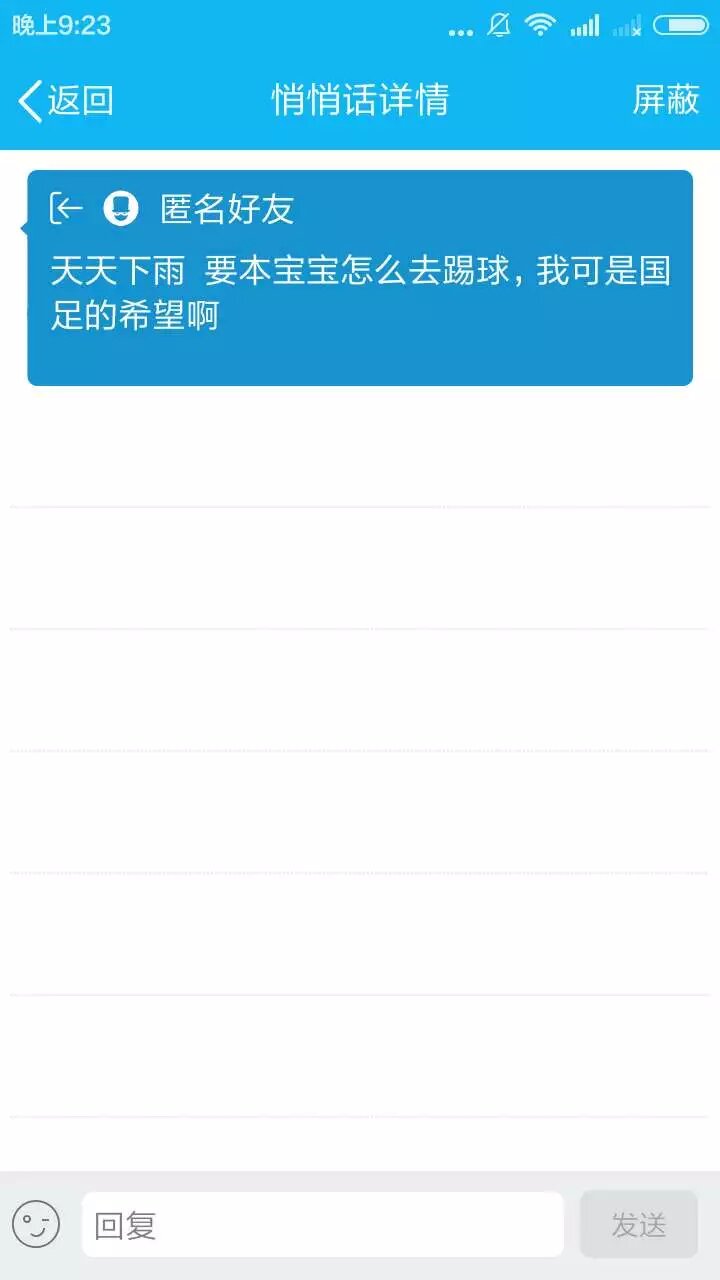 晚上9:23
返回
悄悄话详情
屏蔽
匿名好友
天天下雨 要本宝宝怎么去踢球,我可是国
足的希望啊
回复
发送